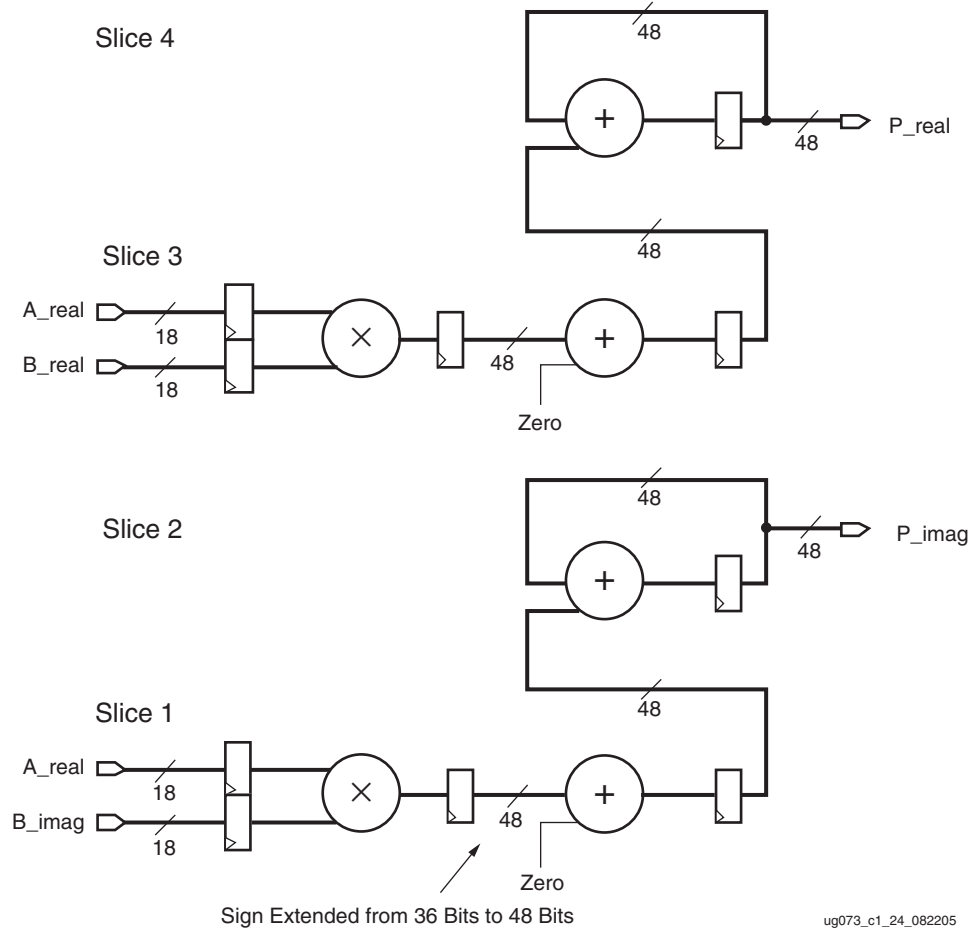 Slice 4
48
+
48
P_real
48
Slice 3
A_real
18
B_real
18
×
48
+
Zero
48
Slice 2
48
P_imag
+
48
Slice 1
A_real
18
B_imag
18
×
48
+
Zero
Sign Extended from 36 Bits to 48 Bits
ug073_c1_24_082205